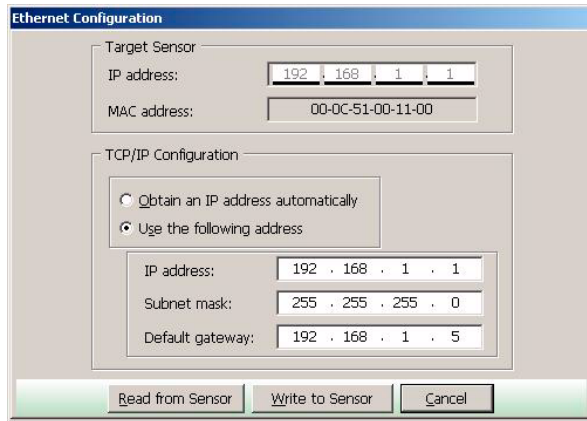 Ethernet Configuration
Target Sensor
IP address: 192 . 168 . 1 . 1
MAC address: 00-0C-51-00-11-00
TCP/IP Configuration
Obtain an IP address automatically
Use the following address
IP address: 192 . 168 . 1 . 1
Subnet mask: 255 . 255 . 255 . 0
Default gateway: 192 . 168 . 1 . 5
Read from Sensor Write to Sensor Cancel